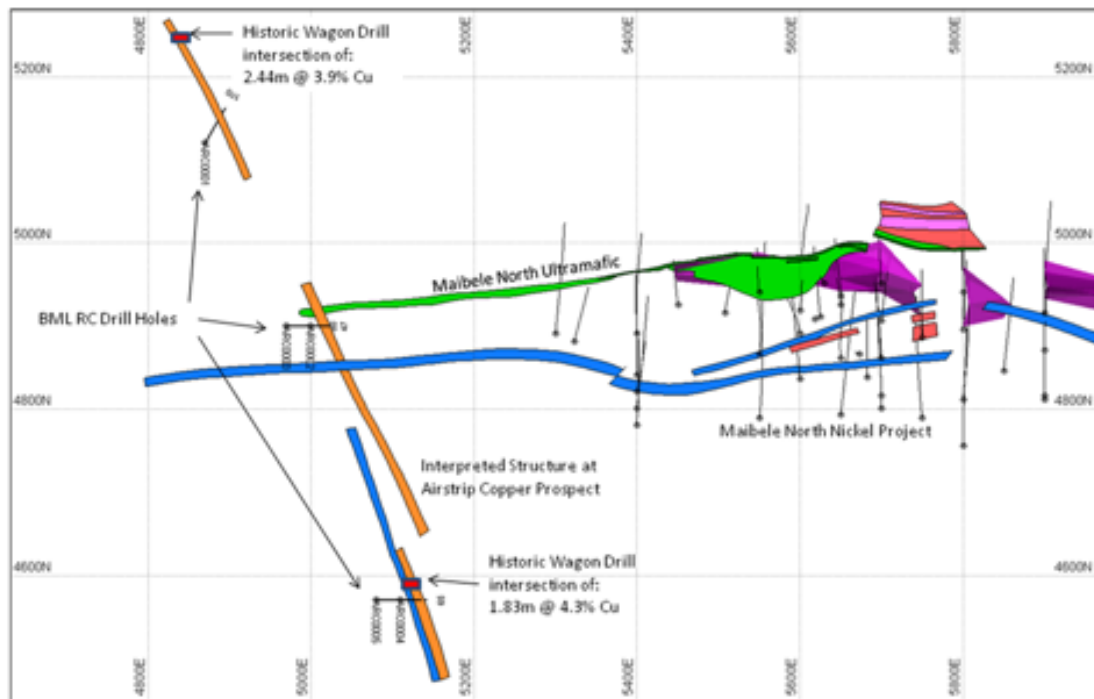 4800E
5000E
5200E
5400E
5600E
5800E
Historic Wagon Drill
intersection of:
2.44m @ 3.9% Cu
5200N
5200N
5000N
5000N
Maibele North Ultramafic
BML RC Drill Holes
4800N
4800N
Maibele North Nickel Project
Interpreted Structure at
Airstrip Copper Prospect
Historic Wagon Drill
intersection of:
1.83m @ 4.3% Cu
4600N
4600N
4800E
5000E
5200E
5400E
5600E
5800E